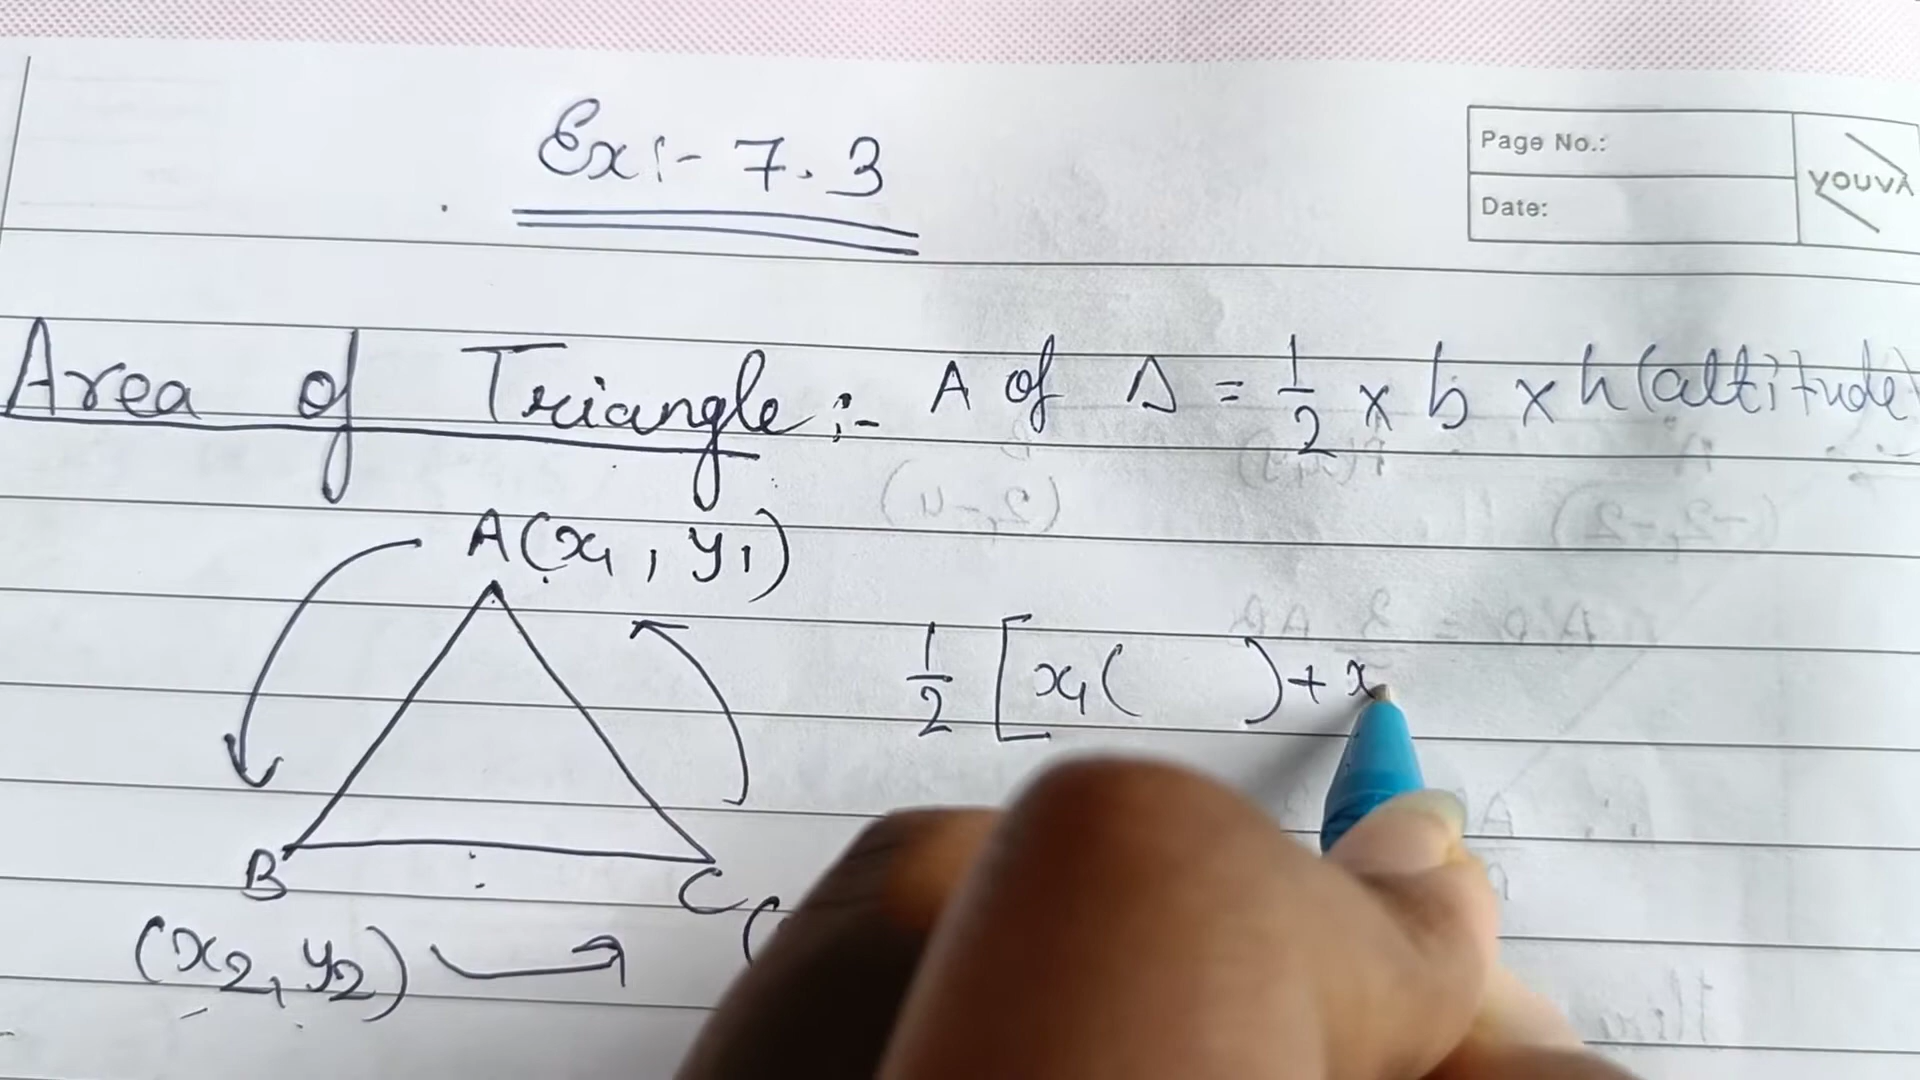 Ex:- 7.3
Page No.:
Date:
YOUVA
Area of Triangle:- A of Δ = 1/2 × b × h (altitude)
A(x1, y1)
1/2 [x1( ) + x
B
C (
(x2, y2)